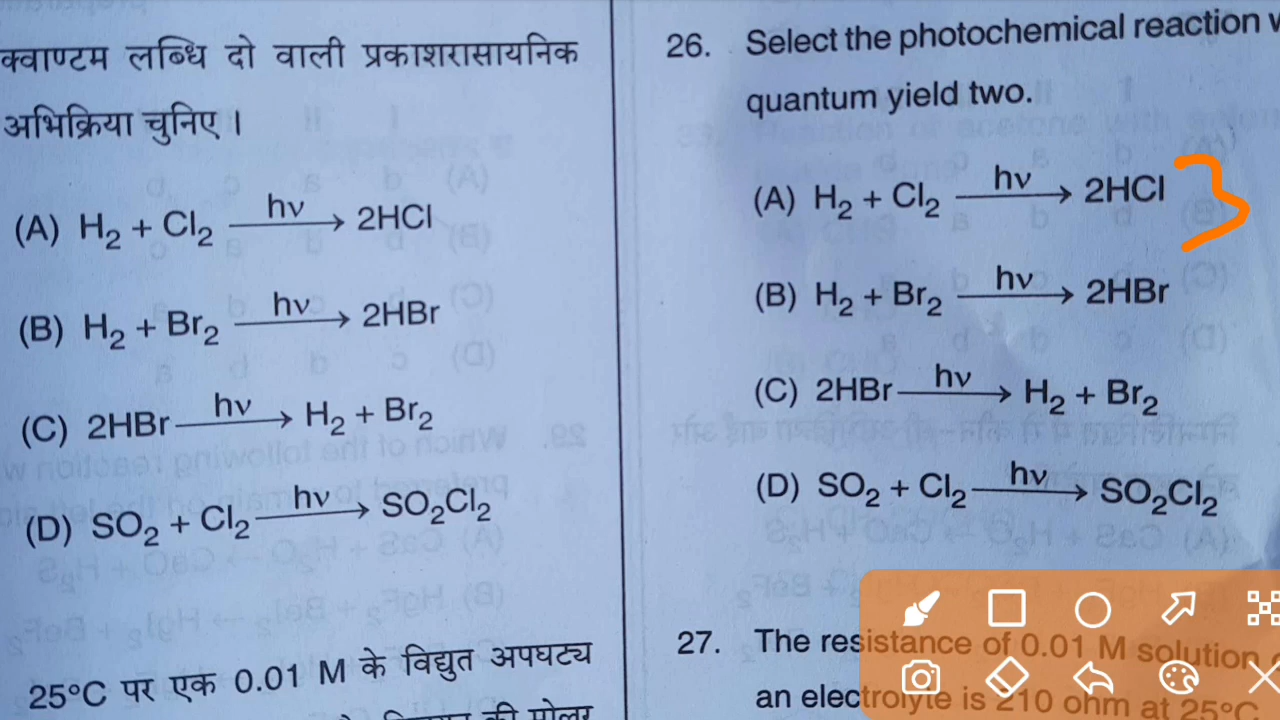 क्वाण्टम लब्धि दो वाली प्रकाशरासायनिक
अभिक्रिया चुनिए ।
(A) H₂ + Cl₂ hν→ 2HCl
(B) H₂ + Br₂ hν→ 2HBr
(C) 2HBr hν→ H₂ + Br₂
(D) SO₂ + Cl₂ hν→ SO₂Cl₂
25°C पर एक 0.01 M के विद्युत अपघट्य
26. Select the photochemical reaction
quantum yield two.
(A) H₂ + Cl₂ hν→ 2HCl
(B) H₂ + Br₂ hν→ 2HBr
(C) 2HBr hν→ H₂ + Br₂
(D) SO₂ + Cl₂ hν→ SO₂Cl₂
27. The resistance of 0.01 M solution
an electrolyte is 210 ohm at 25°C